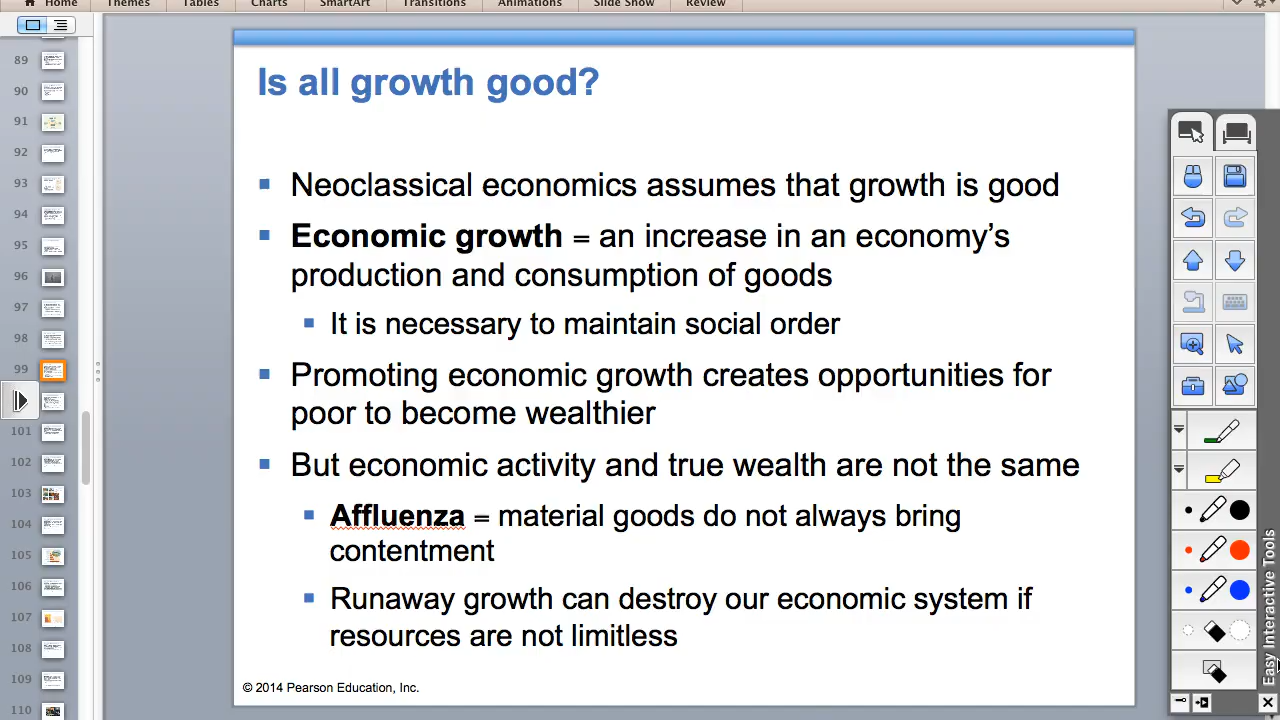 Home Themes Tables Charts SmartArt Transitions Animations Slide Show Review
89
90
91
92
93
94
95
96
97
98
99
101
102
103
104
105
106
107
108
109
110
Is all growth good?
Neoclassical economics assumes that growth is good
Economic growth = an increase in an economy's
production and consumption of goods
It is necessary to maintain social order
Promoting economic growth creates opportunities for
poor to become wealthier
But economic activity and true wealth are not the same
Affluenza = material goods do not always bring
contentment
Runaway growth can destroy our economic system if
resources are not limitless
© 2014 Pearson Education, Inc.
Easy Interactive Tools